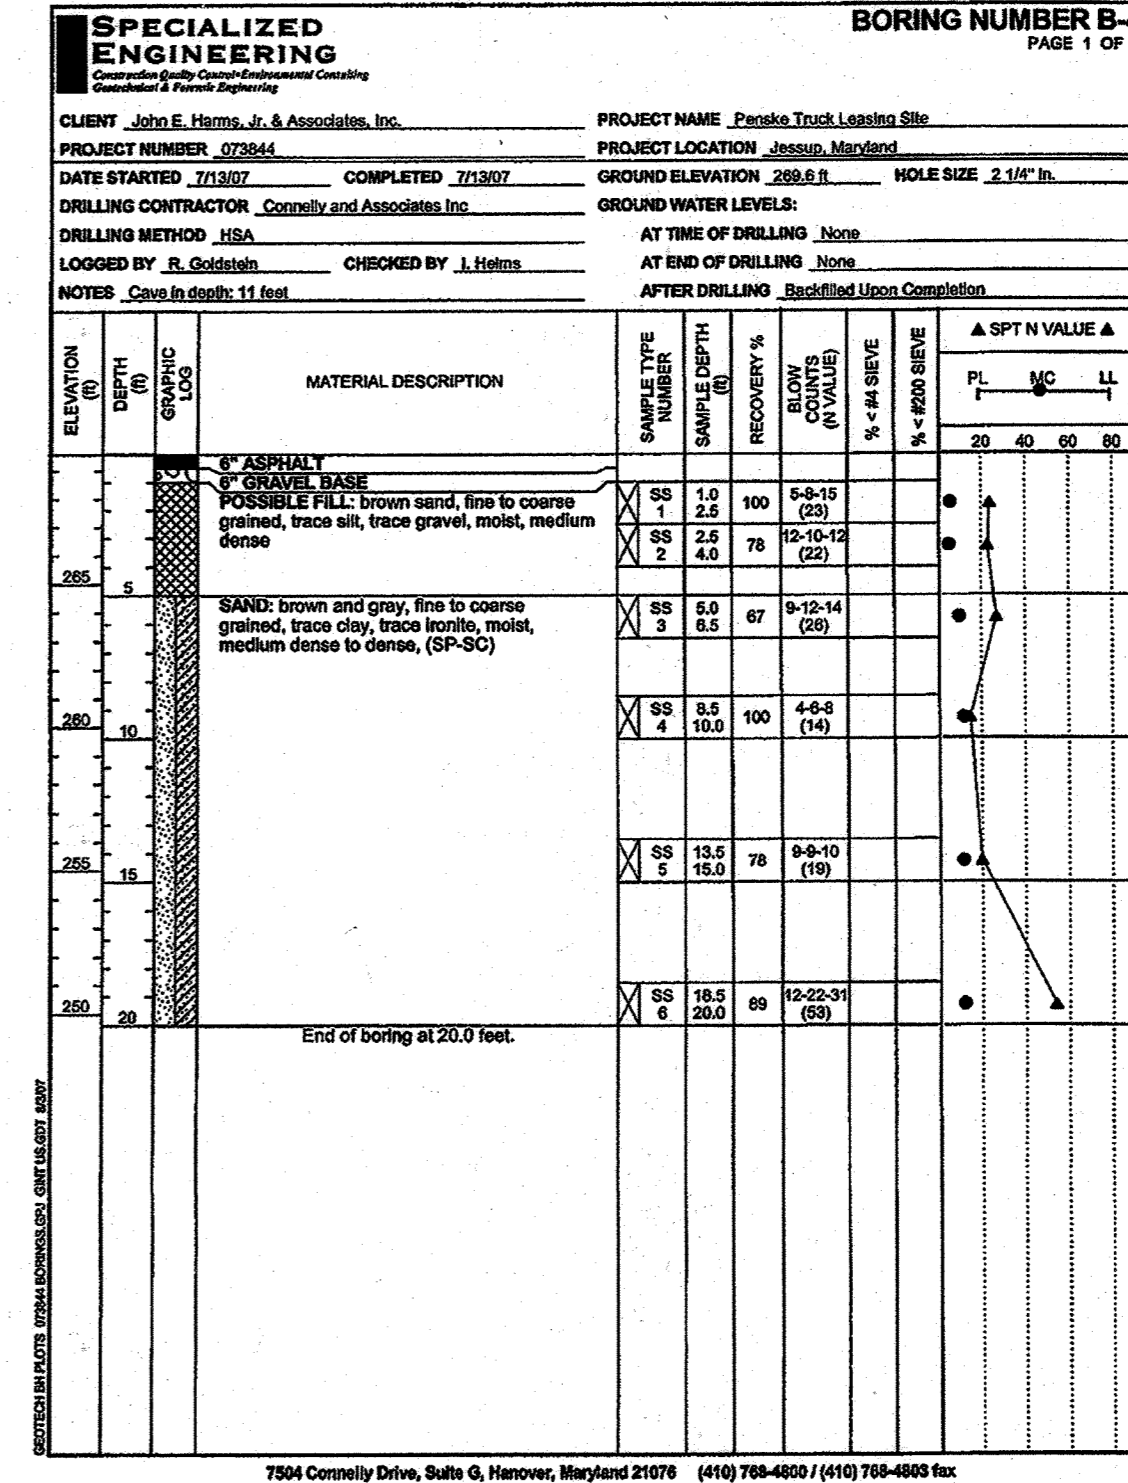 SPECIALIZED
ENGINEERING
Construction Quality Control•Environmental Consulting
Geotechnical & Forensic Engineering
BORING NUMBER B-
PAGE 1 OF
CLIENT John E. Harms, Jr. & Associates, Inc.
PROJECT NAME Penske Truck Leasing Site
PROJECT NUMBER 073844
PROJECT LOCATION Jessup, Maryland
DATE STARTED 7/13/07 COMPLETED 7/13/07
GROUND ELEVATION 269.6 ft HOLE SIZE 2 1/4" in.
DRILLING CONTRACTOR Connelly and Associates Inc
GROUND WATER LEVELS:
DRILLING METHOD HSA
AT TIME OF DRILLING None
LOGGED BY R. Goldstein CHECKED BY I. Helms
AT END OF DRILLING None
NOTES Cave in depth: 11 feet
AFTER DRILLING Backfilled Upon Completion
ELEVATION (ft)
DEPTH (ft)
GRAPHIC LOG
MATERIAL DESCRIPTION
SAMPLE TYPE NUMBER
SAMPLE DEPTH (ft)
RECOVERY %
BLOW COUNTS (N VALUE)
% < #4 SIEVE
% < #200 SIEVE
▲ SPT N VALUE ▲
PL MC LL
20 40 60 80
6" ASPHALT
6" GRAVEL BASE
POSSIBLE FILL: brown sand, fine to coarse
grained, trace silt, trace gravel, moist, medium
dense
SS 1.0 100 5-8-15
1 2.5 (23)
SS 2.5 78 12-10-12
2 4.0 (22)
265 5
SAND: brown and gray, fine to coarse
grained, trace clay, trace ironite, moist,
medium dense to dense, (SP-SC)
SS 5.0 67 9-12-14
3 6.5 (26)
SS 8.5 100 4-6-8
4 10.0 (14)
260 10
SS 13.5 78 9-9-10
5 15.0 (19)
255 15
SS 18.5 89 12-22-31
6 20.0 (53)
250 20
End of boring at 20.0 feet.
GEOTECH BH PLOTS 073844 BORINGS.GPJ GINT US.GDT 8/3/07
7504 Connelly Drive, Suite G, Hanover, Maryland 21076 (410) 768-4800 / (410) 768-4803 fax